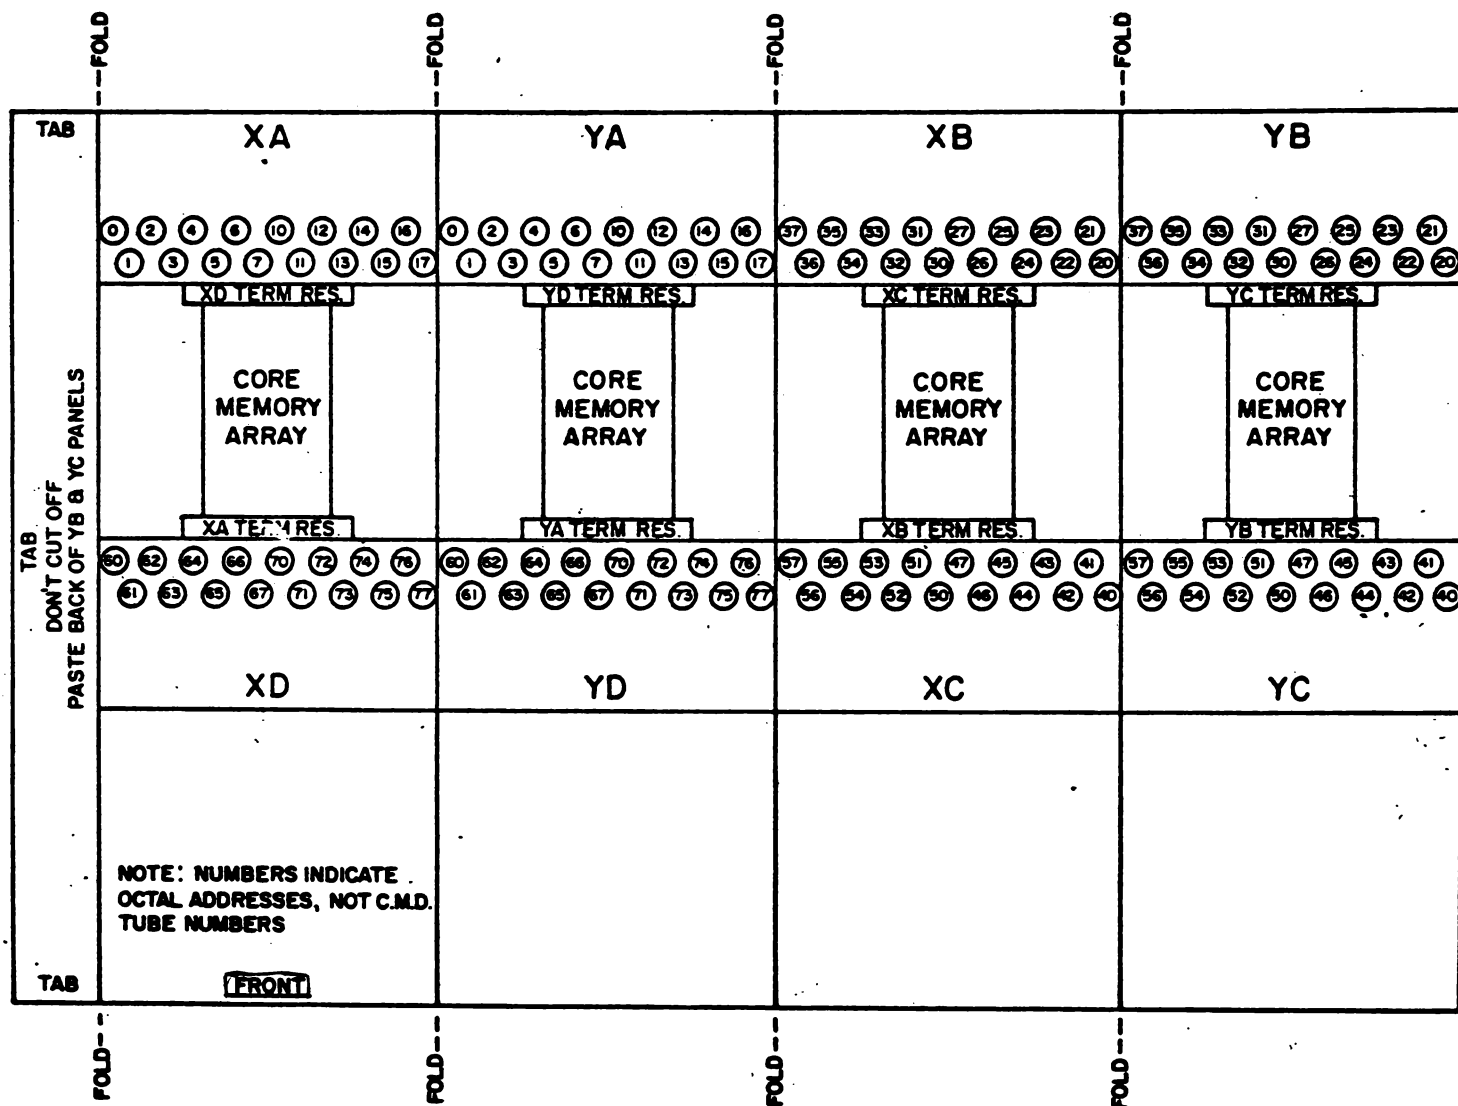 --FOLD --FOLD --FOLD --FOLD
TAB
XA YA XB YB
0 2 4 6 10 12 14 16 0 2 4 6 10 12 14 16 37 35 33 31 27 25 23 21 37 35 33 31 27 25 23 21
1 3 5 7 11 13 15 17 1 3 5 7 11 13 15 17 36 34 32 30 26 24 22 20 36 34 32 30 26 24 22 20
XD TERM RES. YD TERM RES. XC TERM RES. YC TERM RES.
CORE CORE CORE CORE
MEMORY MEMORY MEMORY MEMORY
ARRAY ARRAY ARRAY ARRAY
TAB
DON'T CUT OFF
PASTE BACK OF YB & YC PANELS
XA TERM RES. YA TERM RES. XB TERM RES. YB TERM RES.
60 62 64 66 70 72 74 76 60 62 64 66 70 72 74 76 57 55 53 51 47 45 43 41 57 55 53 51 47 45 43 41
61 63 65 67 71 73 75 77 61 63 65 67 71 73 75 77 56 54 52 50 46 44 42 40 56 54 52 50 46 44 42 40
XD YD XC YC
NOTE: NUMBERS INDICATE
OCTAL ADDRESSES, NOT C.M.D.
TUBE NUMBERS
TAB
FRONT
FOLD-- FOLD-- FOLD-- FOLD--